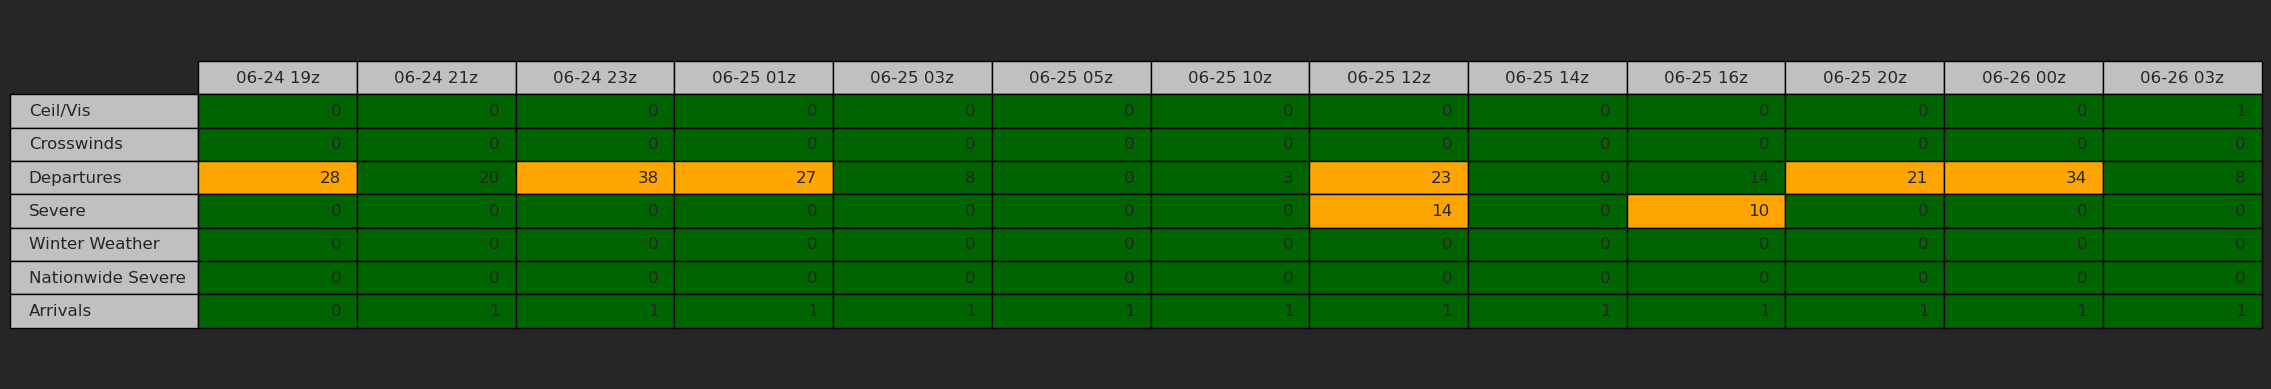 06-24 19z 06-24 21z 06-24 23z 06-25 01z 06-25 03z 06-25 05z 06-25 10z 06-25 12z 06-25 14z 06-25 16z 06-25 20z 06-26 00z 06-26 03z
Ceil/Vis 0 0 0 0 0 0 0 0 0 0 0 0 1
Crosswinds 0 0 0 0 0 0 0 0 0 0 0 0 0
Departures 28 20 38 27 8 0 3 23 0 14 21 34 8
Severe 0 0 0 0 0 0 0 14 0 10 0 0 0
Winter Weather 0 0 0 0 0 0 0 0 0 0 0 0 0
Nationwide Severe 0 0 0 0 0 0 0 0 0 0 0 0 0
Arrivals 0 1 1 1 1 1 1 1 1 1 1 1 1